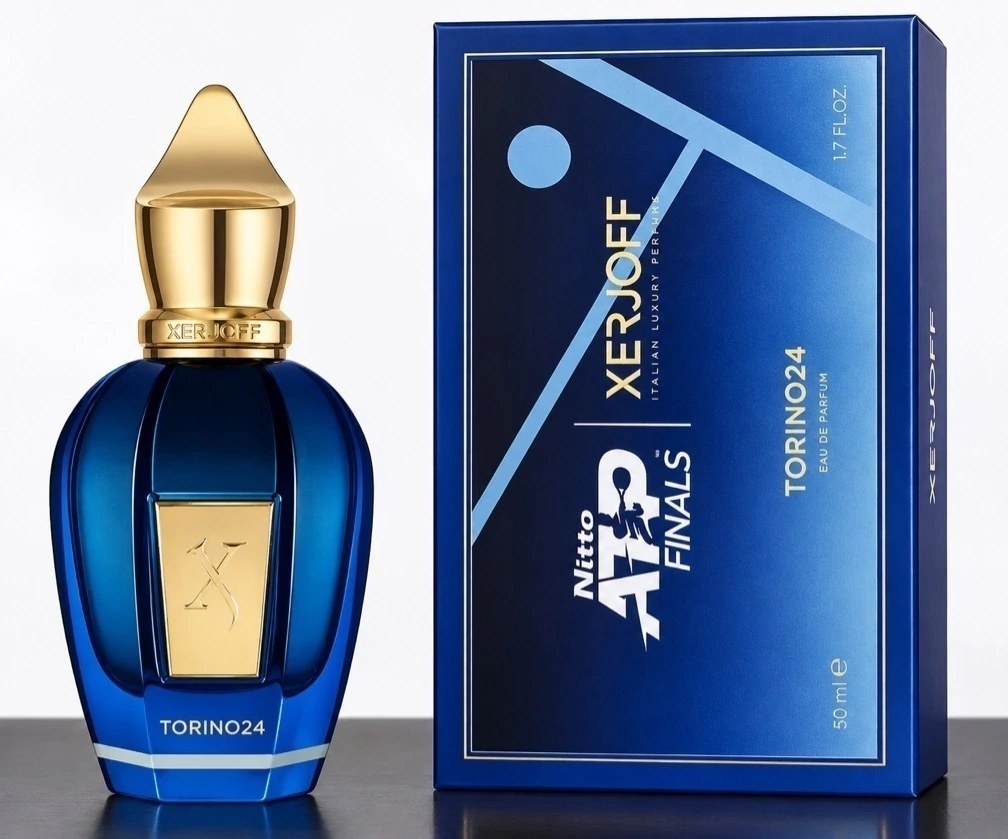 XERJOFF
X
TORINO24
Nitto
ATP
FINALS
XERJOFF
ITALIAN LUXURY PERFUMES
TORINO24
EAU DE PARFUM
50 ml e
1.7 FL.OZ.
XERJOFF